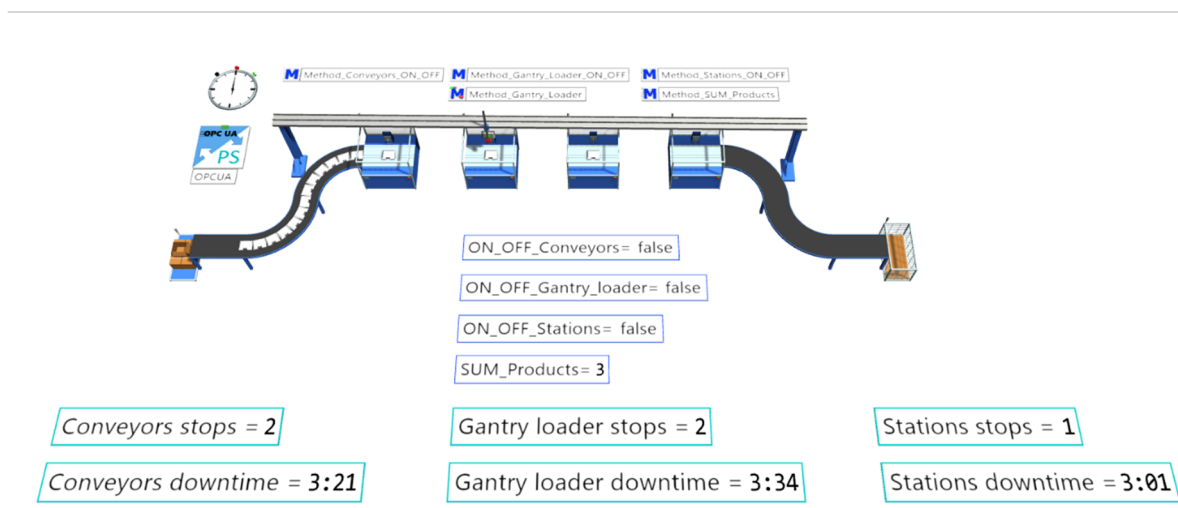 Method_Conveyors_ON_OFF
Method_Gantry_Loader_ON_OFF
Method_Stations_ON_OFF
Method_Gantry_Loader
Method_SUM_Products
OPC UA
PS
OPCUA
ON_OFF_Conveyors= false
ON_OFF_Gantry_loader= false
ON_OFF_Stations= false
SUM_Products= 3
Conveyors stops = 2
Gantry loader stops = 2
Stations stops = 1
Conveyors downtime = 3:21
Gantry loader downtime = 3:34
Stations downtime = 3:01